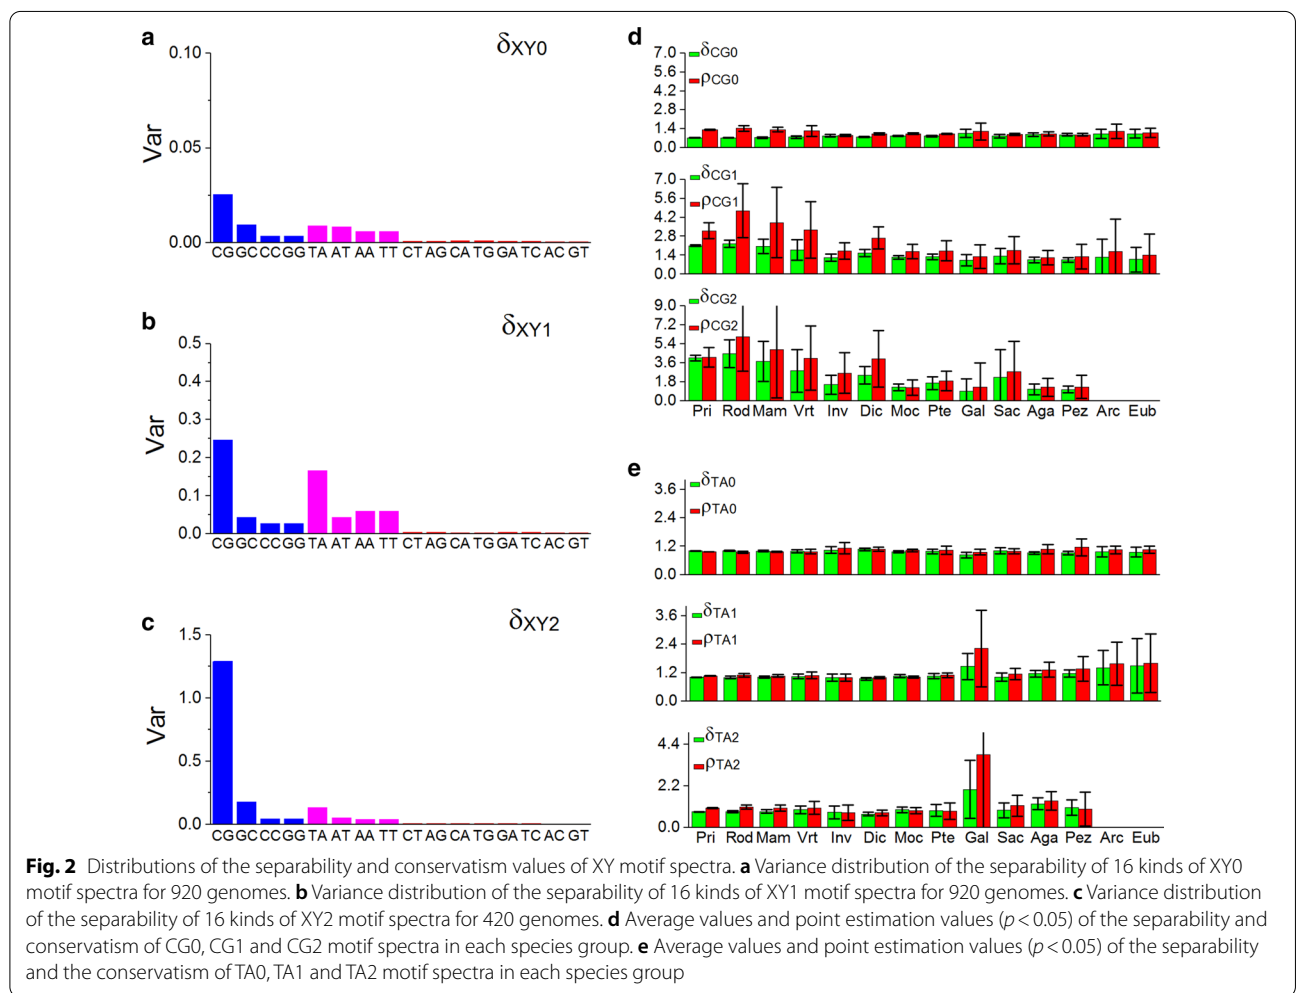 a
δXY0
0.10
0.05
0.00
Var
CG GC CC GG TA AT AA TT CT AG CA TG GA TC AC GT
b
δXY1
0.5
0.4
0.3
0.2
0.1
0.0
Var
CG GC CC GG TA AT AA TT CT AG CA TG GA TC AC GT
c
δXY2
1.5
1.0
0.5
0.0
Var
CG GC CC GG TA AT AA TT CT AG CA TG GA TC AC GT
d
7.0
5.6
4.2
2.8
1.4
0.0
δCG0
ρCG0
7.0
5.6
4.2
2.8
1.4
0.0
δCG1
ρCG1
9.0
7.2
5.4
3.6
1.8
0.0
δCG2
ρCG2
Pri Rod Mam Vrt Inv Dic Moc Pte Gal Sac Aga Pez Arc Eub
e
3.6
2.4
1.2
0.0
δTA0
ρTA0
3.6
2.4
1.2
0.0
δTA1
ρTA1
4.4
2.2
0.0
δTA2
ρTA2
Pri Rod Mam Vrt Inv Dic Moc Pte Gal Sac Aga Pez Arc Eub
Fig. 2 Distributions of the separability and conservatism values of XY motif spectra. a Variance distribution of the separability of 16 kinds of XY0
motif spectra for 920 genomes. b Variance distribution of the separability of 16 kinds of XY1 motif spectra for 920 genomes. c Variance distribution
of the separability of 16 kinds of XY2 motif spectra for 420 genomes. d Average values and point estimation values (p < 0.05) of the separability and
conservatism of CG0, CG1 and CG2 motif spectra in each species group. e Average values and point estimation values (p < 0.05) of the separability
and the conservatism of TA0, TA1 and TA2 motif spectra in each species group